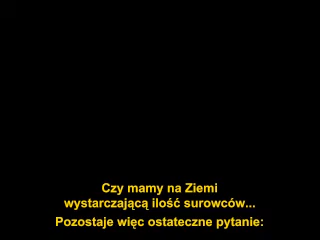 Czy mamy na Ziemi
wystarczającą ilość surowców...
Pozostaje więc ostateczne pytanie: